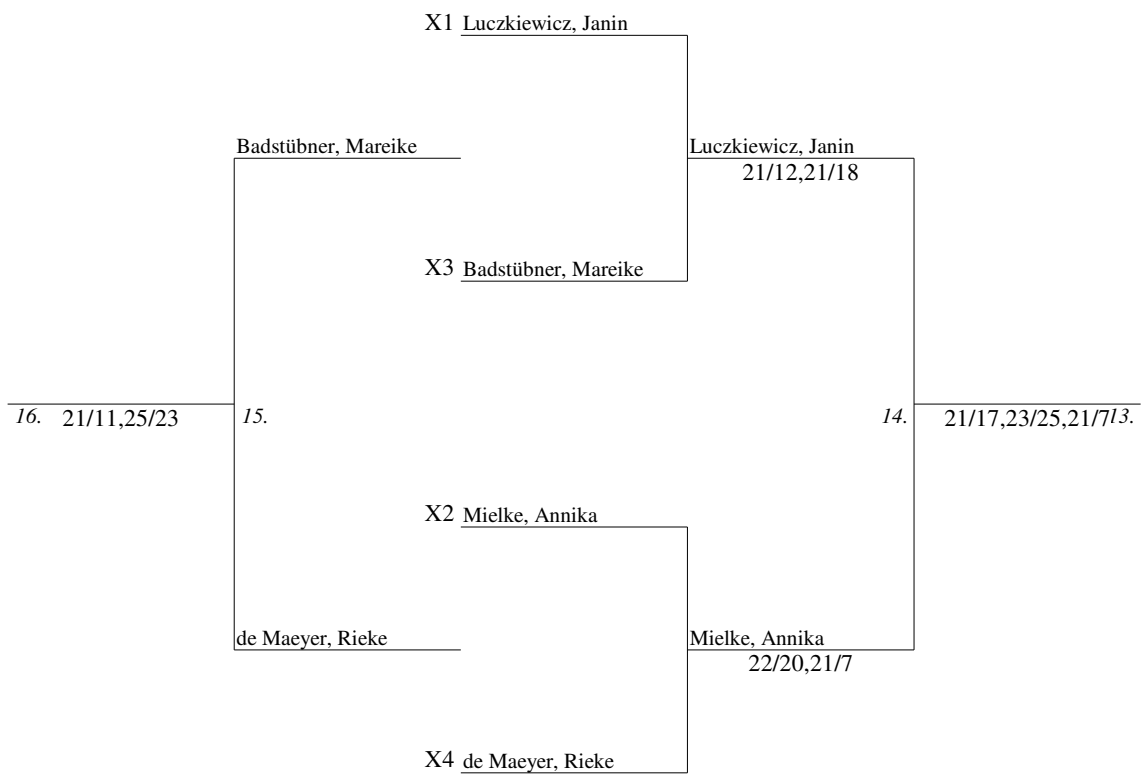 X1 Luczkiewicz, Janin
Badstübner, Mareike
Luczkiewicz, Janin
21/12,21/18
X3 Badstübner, Mareike
16. 21/11,25/23 15.
14. 21/17,23/25,21/7 13.
X2 Mielke, Annika
de Maeyer, Rieke
Mielke, Annika
22/20,21/7
X4 de Maeyer, Rieke